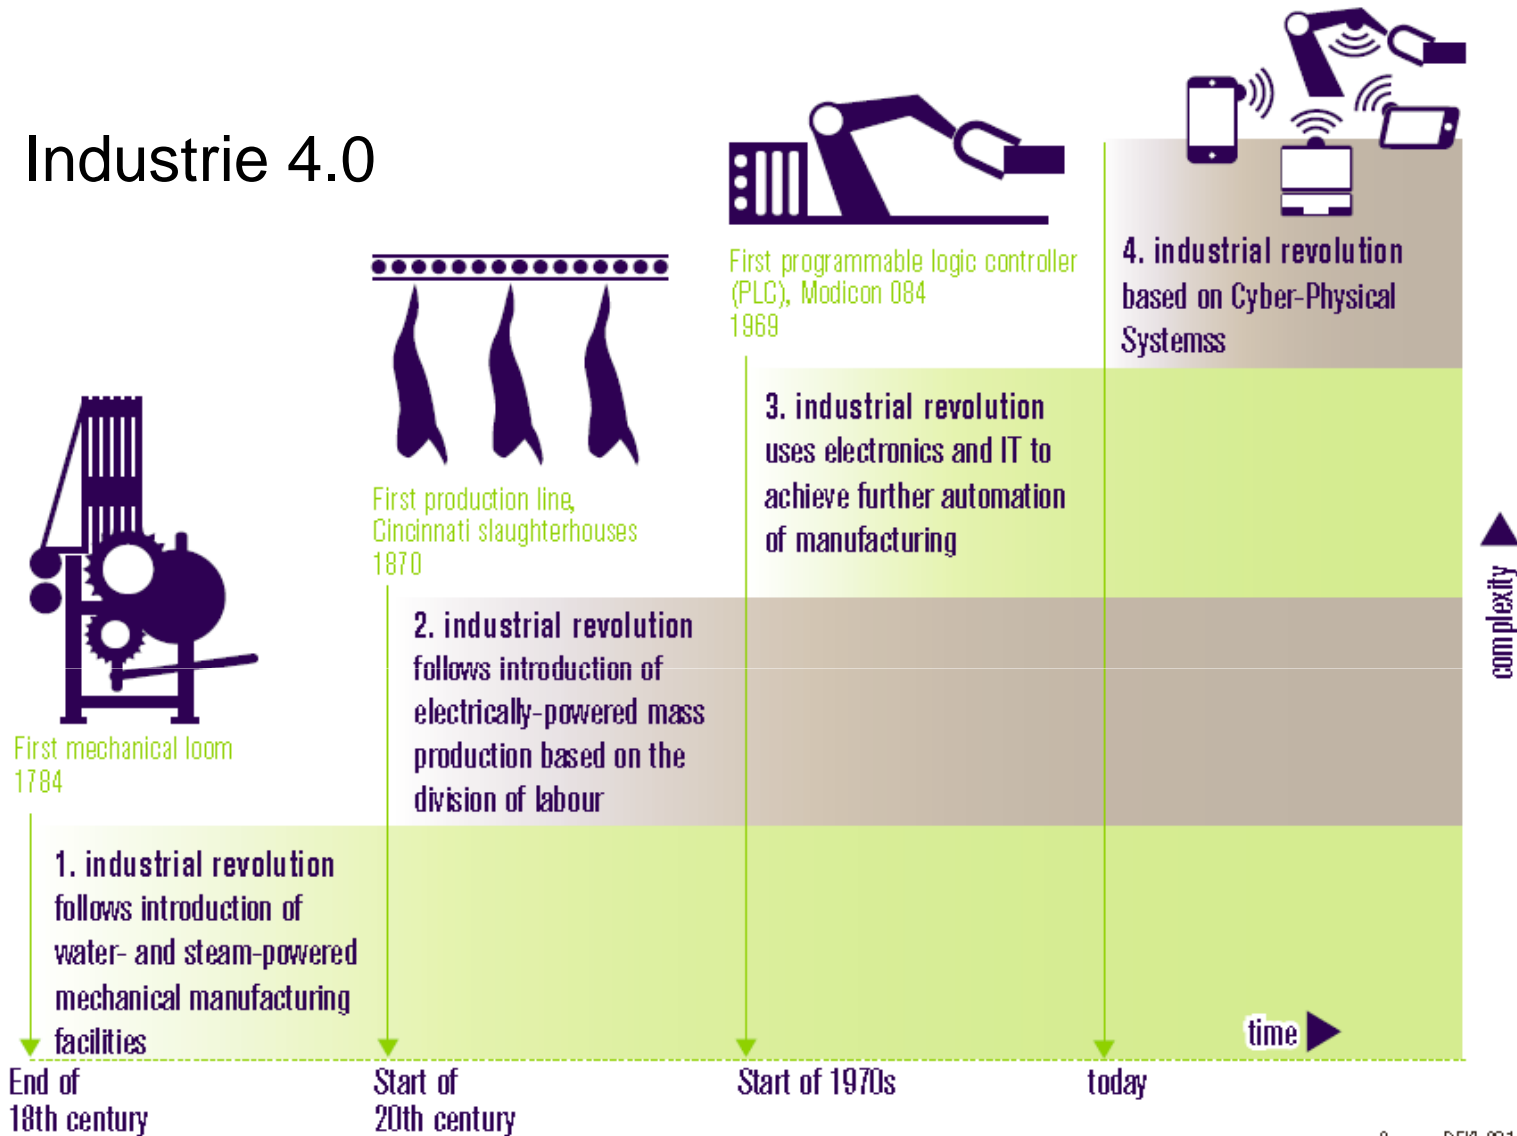 Industrie 4.0
First mechanical loom
1784
First production line,
Cincinnati slaughterhouses
1870
First programmable logic controller
(PLC), Modicon 084
1969
4. industrial revolution
based on Cyber-Physical
Systemss
3. industrial revolution
uses electronics and IT to
achieve further automation
of manufacturing
2. industrial revolution
follows introduction of
electrically-powered mass
production based on the
division of labour
1. industrial revolution
follows introduction of
water- and steam-powered
mechanical manufacturing
facilities
complexity
time
End of
18th century
Start of
20th century
Start of 1970s
today